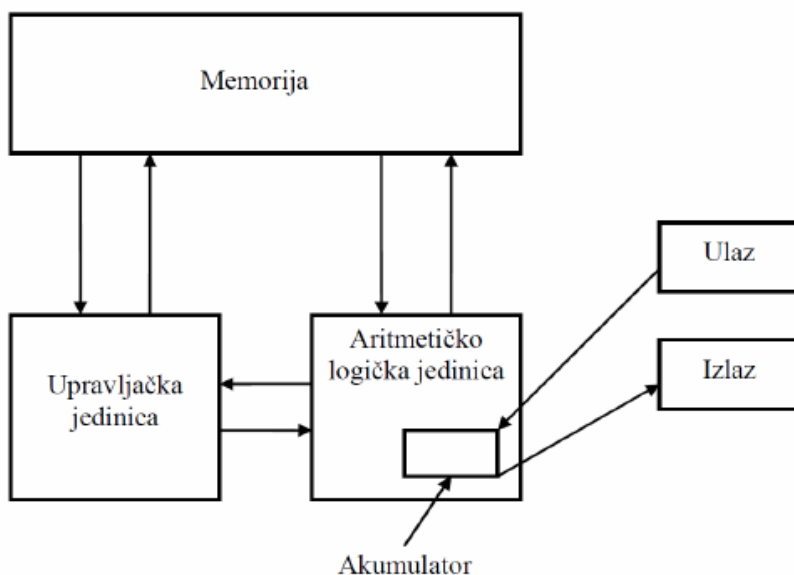 Memorija
Ulaz
Aritmetičko
logička jedinica
Izlaz
Upravljačka
jedinica
Akumulator